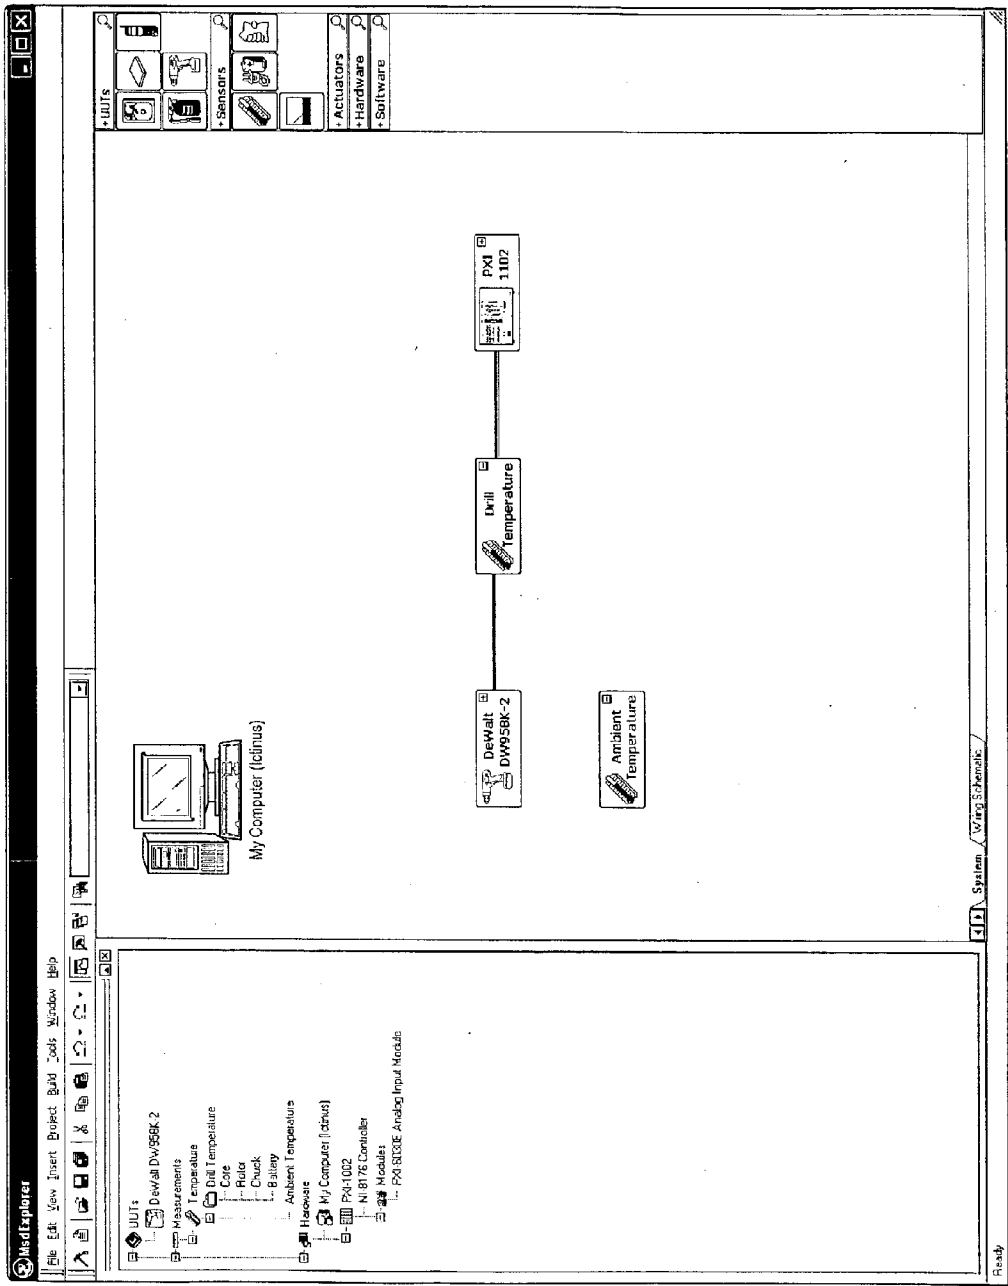 MsdExplorer
File Edit View Insert Project Build Tools Window Help
UUTs
DeWalt DW958K-2
Measurements
Temperature
Drill Temperature
Core
Rotor
Chuck
Battery
Ambient Temperature
Hardware
My Computer (Ictinus)
PXI-1002
NI-8176 Controller
Modules
PXI-6030E Analog Input Module
My Computer (Ictinus)
DeWalt
DW958K-2
Drill
Temperature
PXI
1102
Ambient
Temperature
+ UUTs
+ Sensors
+ Actuators
+ Hardware
+ Software
System Wiring Schematic
Ready